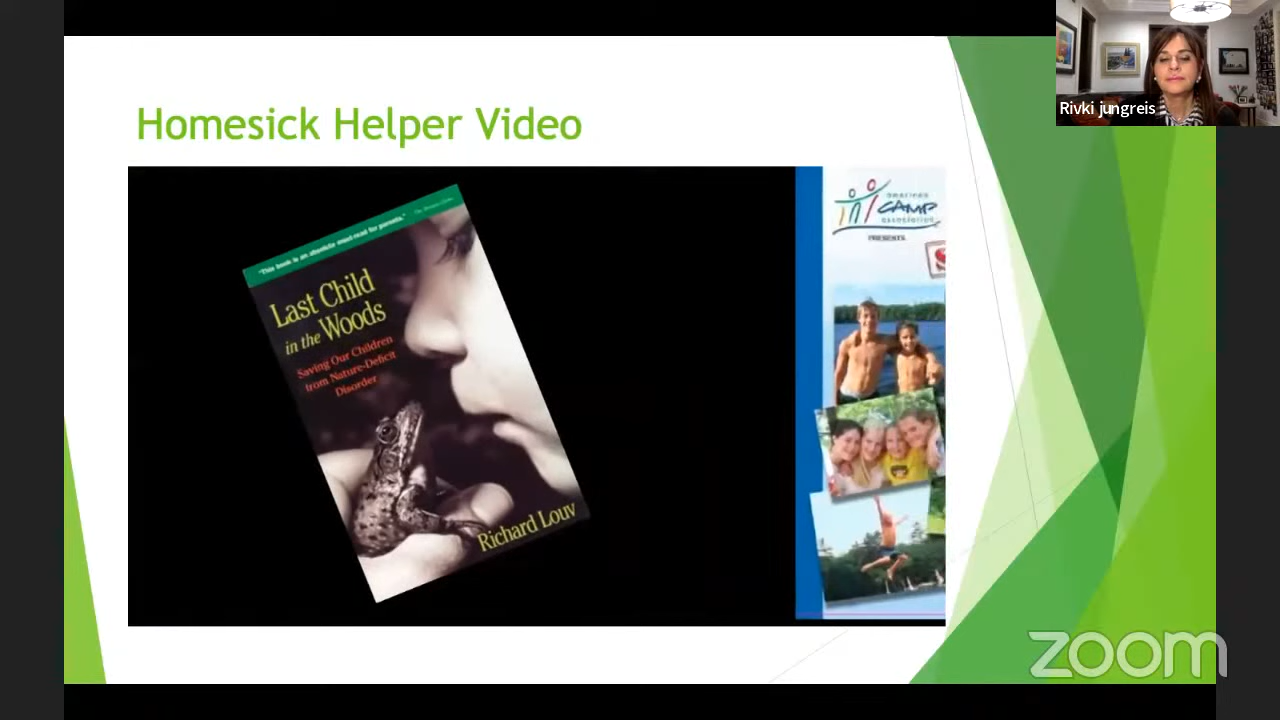 Homesick Helper Video
Rivki jungreis
"This book is an absolute must-read for parents."
Last Child
in the Woods
Saving Our Children
from Nature-Deficit
Disorder
Richard Louv
american
CAMP
association
PRESENTS
zoom